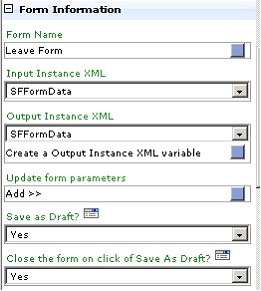 Form Information
Form Name
Leave Form
Input Instance XML
SFFormData
Output Instance XML
SFFormData
Create a Output Instance XML variable
Update form parameters
Add >>
Save as Draft?
Yes
Close the form on click of Save As Draft?
Yes